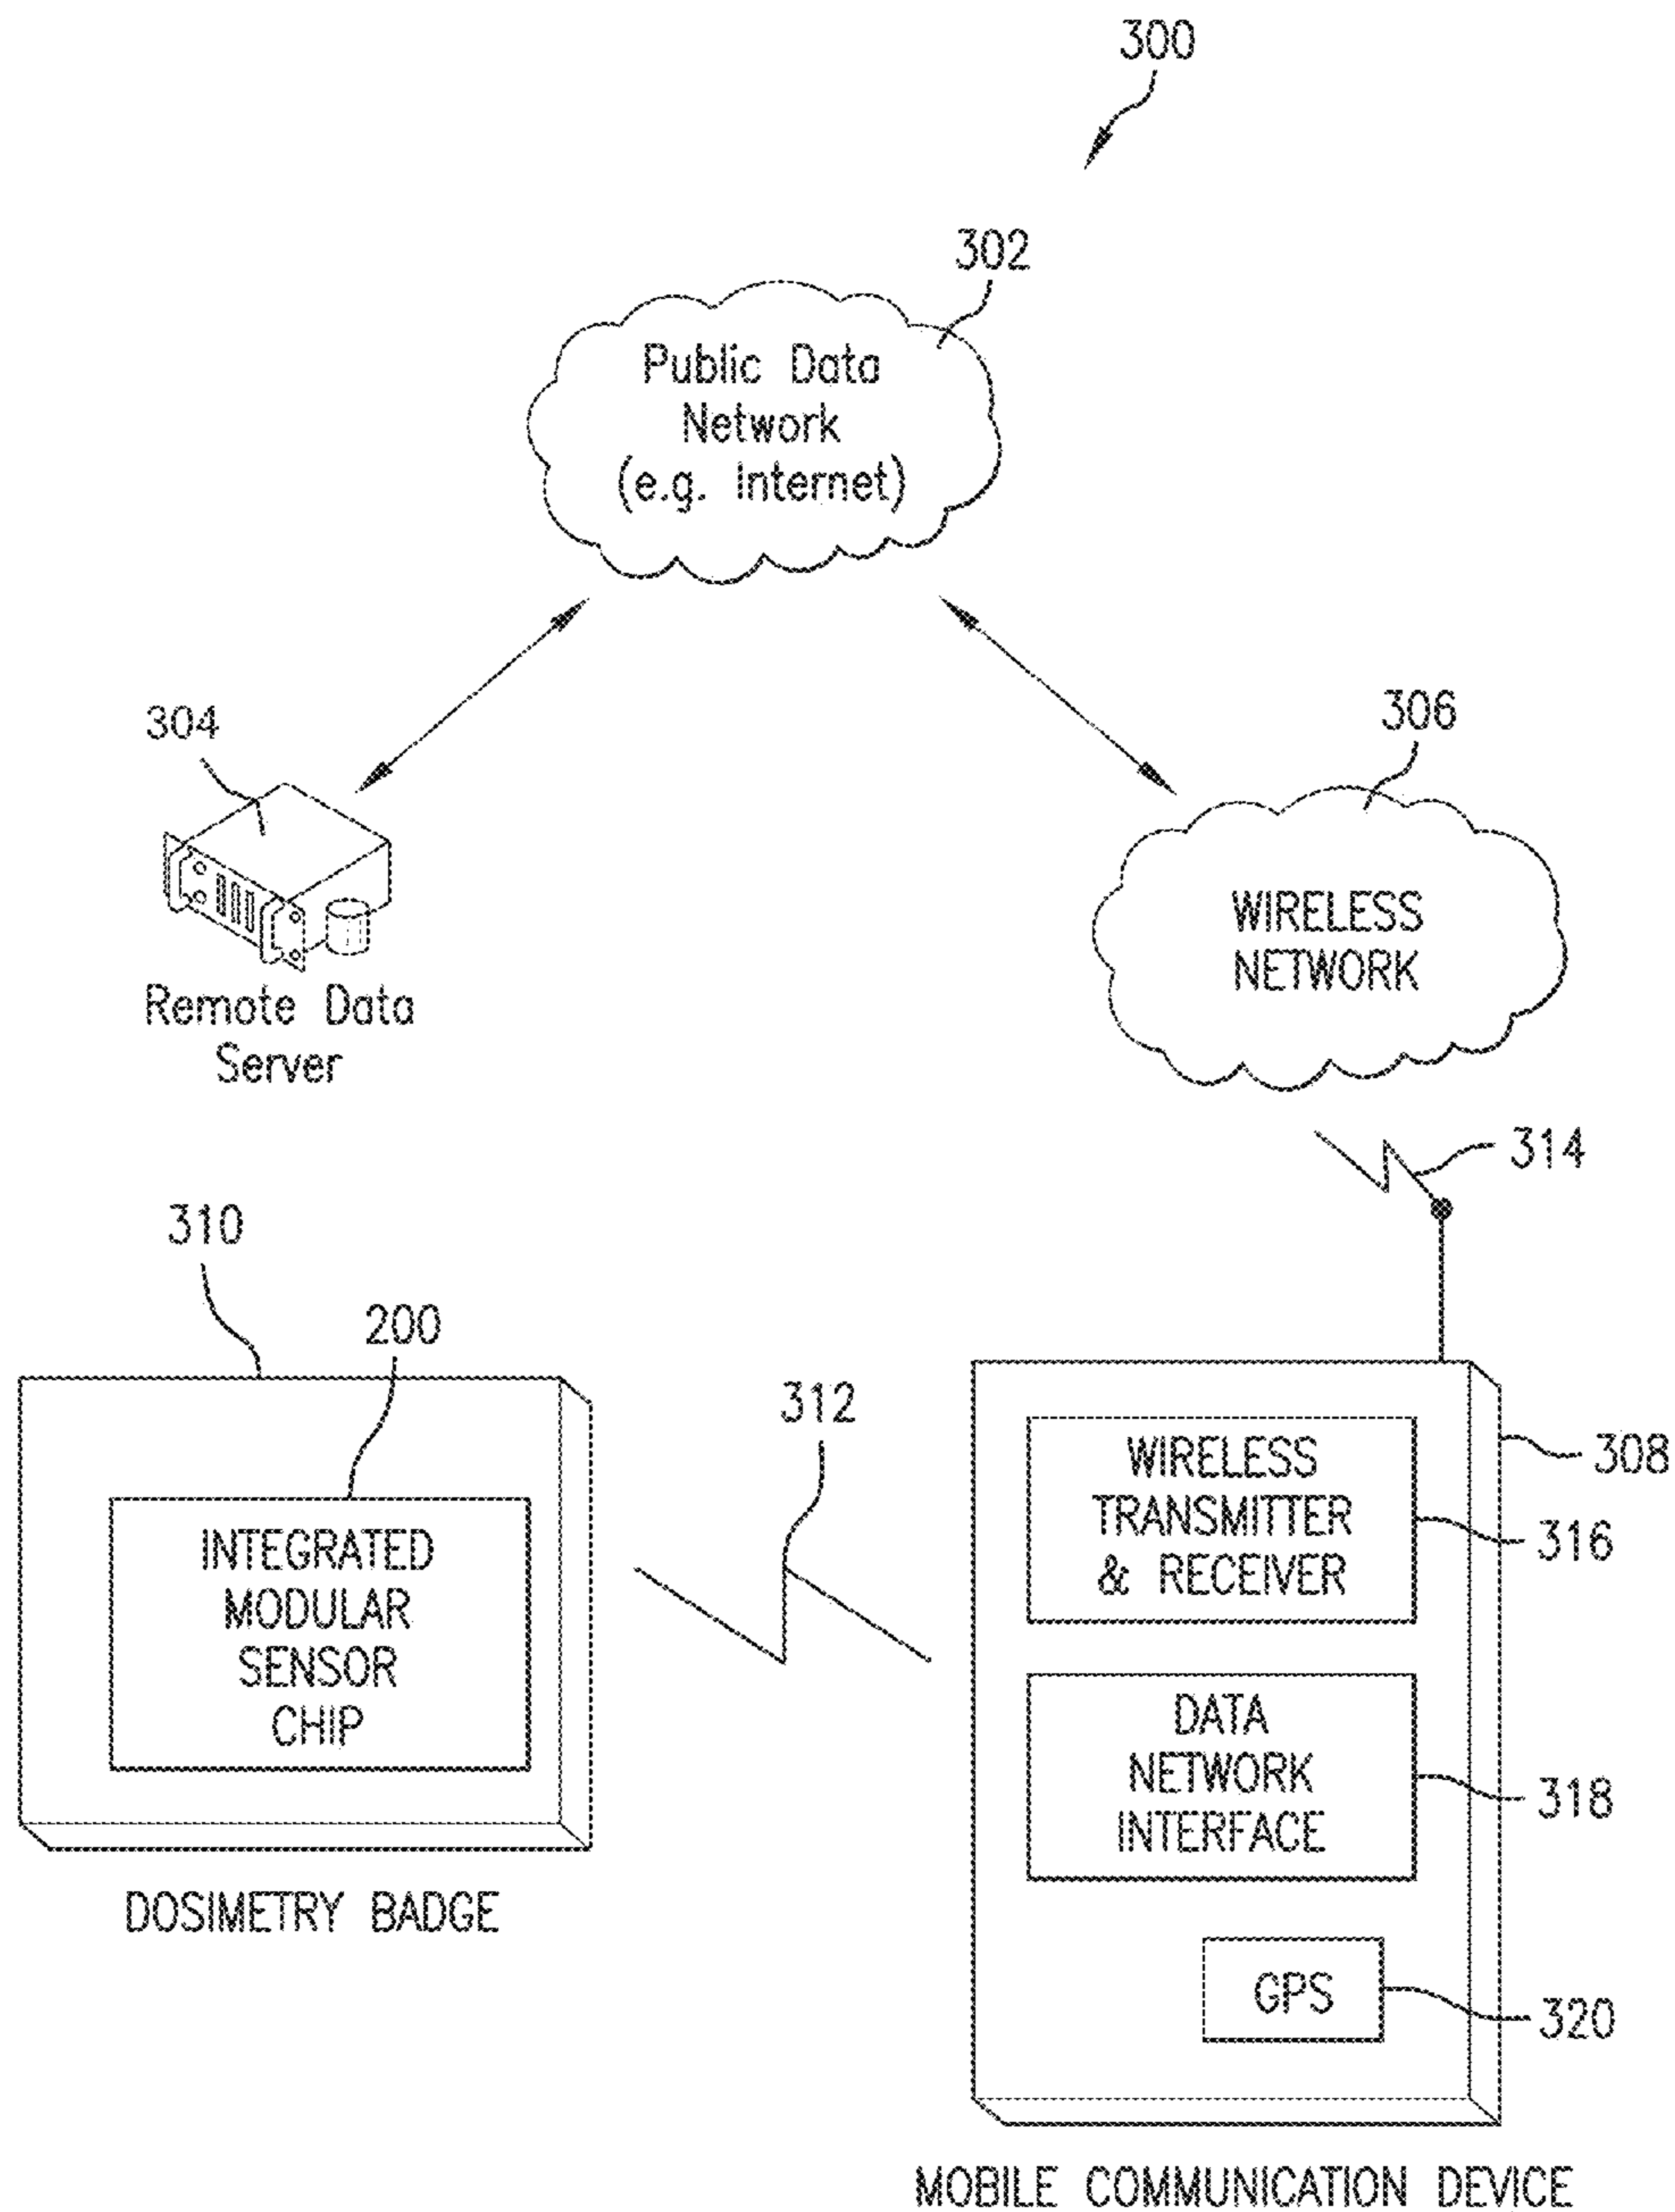 300
302
Public Data
Network
(e.g. Internet)
304
306
Remote Data
Server
WIRELESS
NETWORK
314
310
200
312
INTEGRATED
MODULAR
SENSOR
CHIP
DOSIMETRY BADGE
WIRELESS
TRANSMITTER
& RECEIVER
308
316
DATA
NETWORK
INTERFACE
318
GPS
320
MOBILE COMMUNICATION DEVICE